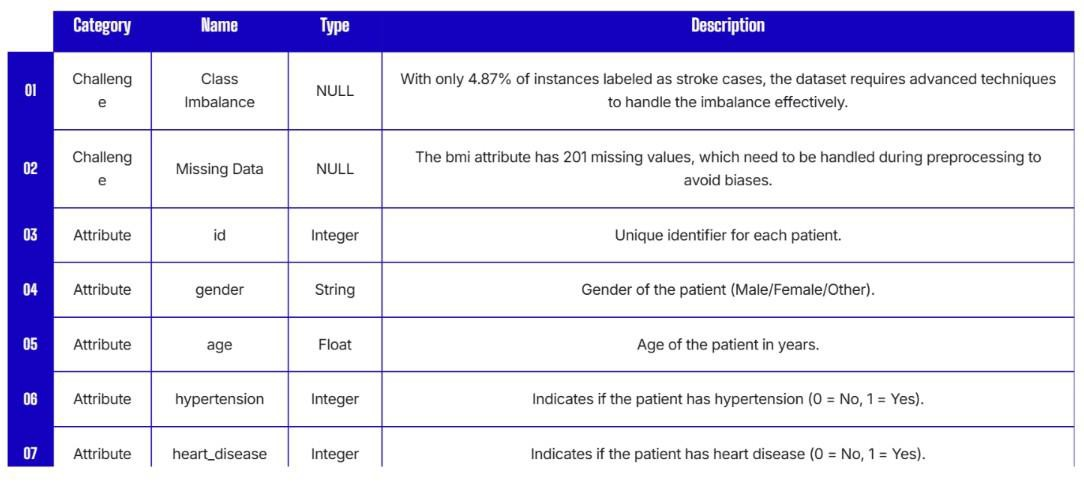 Category Name Type Description
01 Challeng
e Class
Imbalance NULL With only 4.87% of instances labeled as stroke cases, the dataset requires advanced techniques
to handle the imbalance effectively.
02 Challeng
e Missing Data NULL The bmi attribute has 201 missing values, which need to be handled during preprocessing to
avoid biases.
03 Attribute id Integer Unique identifier for each patient.
04 Attribute gender String Gender of the patient (Male/Female/Other).
05 Attribute age Float Age of the patient in years.
06 Attribute hypertension Integer Indicates if the patient has hypertension (0 = No, 1 = Yes).
07 Attribute heart_disease Integer Indicates if the patient has heart disease (0 = No, 1 = Yes).